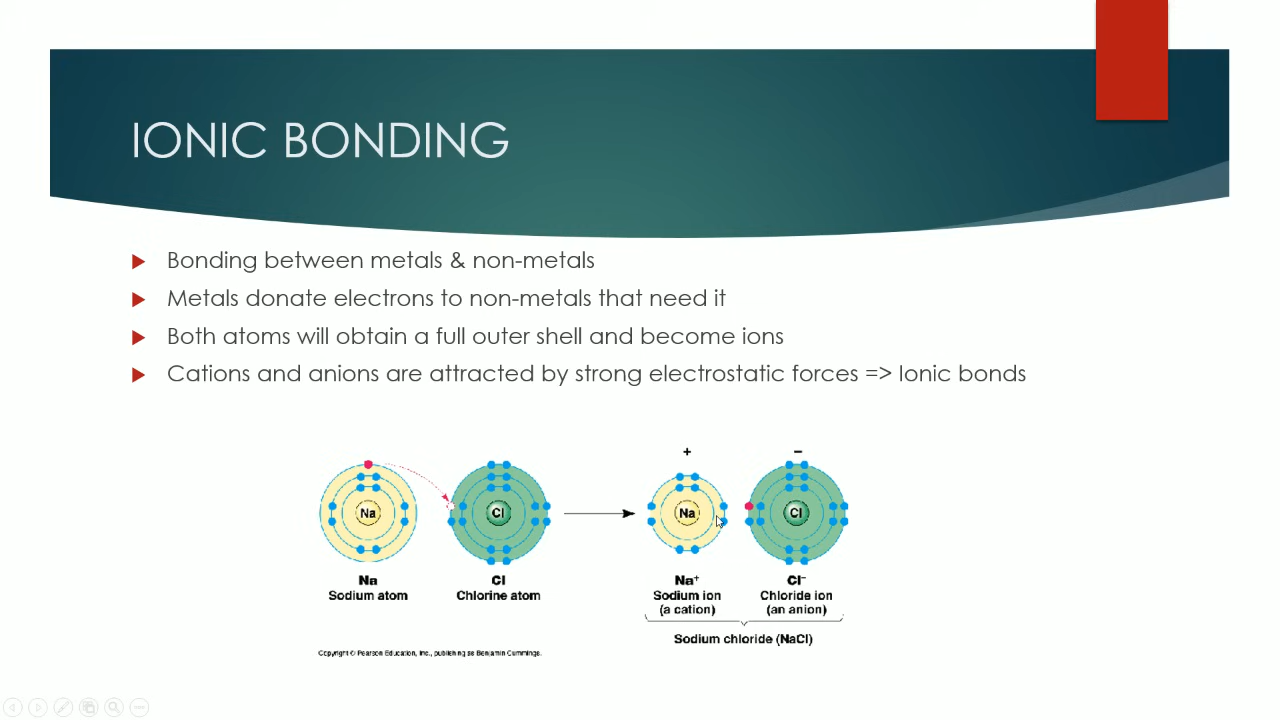 IONIC BONDING
Bonding between metals & non-metals
Metals donate electrons to non-metals that need it
Both atoms will obtain a full outer shell and become ions
Cations and anions are attracted by strong electrostatic forces => Ionic bonds
+ −
Na Cl Na Cl
Na Cl Na⁺ Cl⁻
Sodium atom Chlorine atom Sodium ion Chloride ion
(a cation) (an anion)
Sodium chloride (NaCl)
Copyright © Pearson Education, Inc., publishing as Benjamin Cummings.